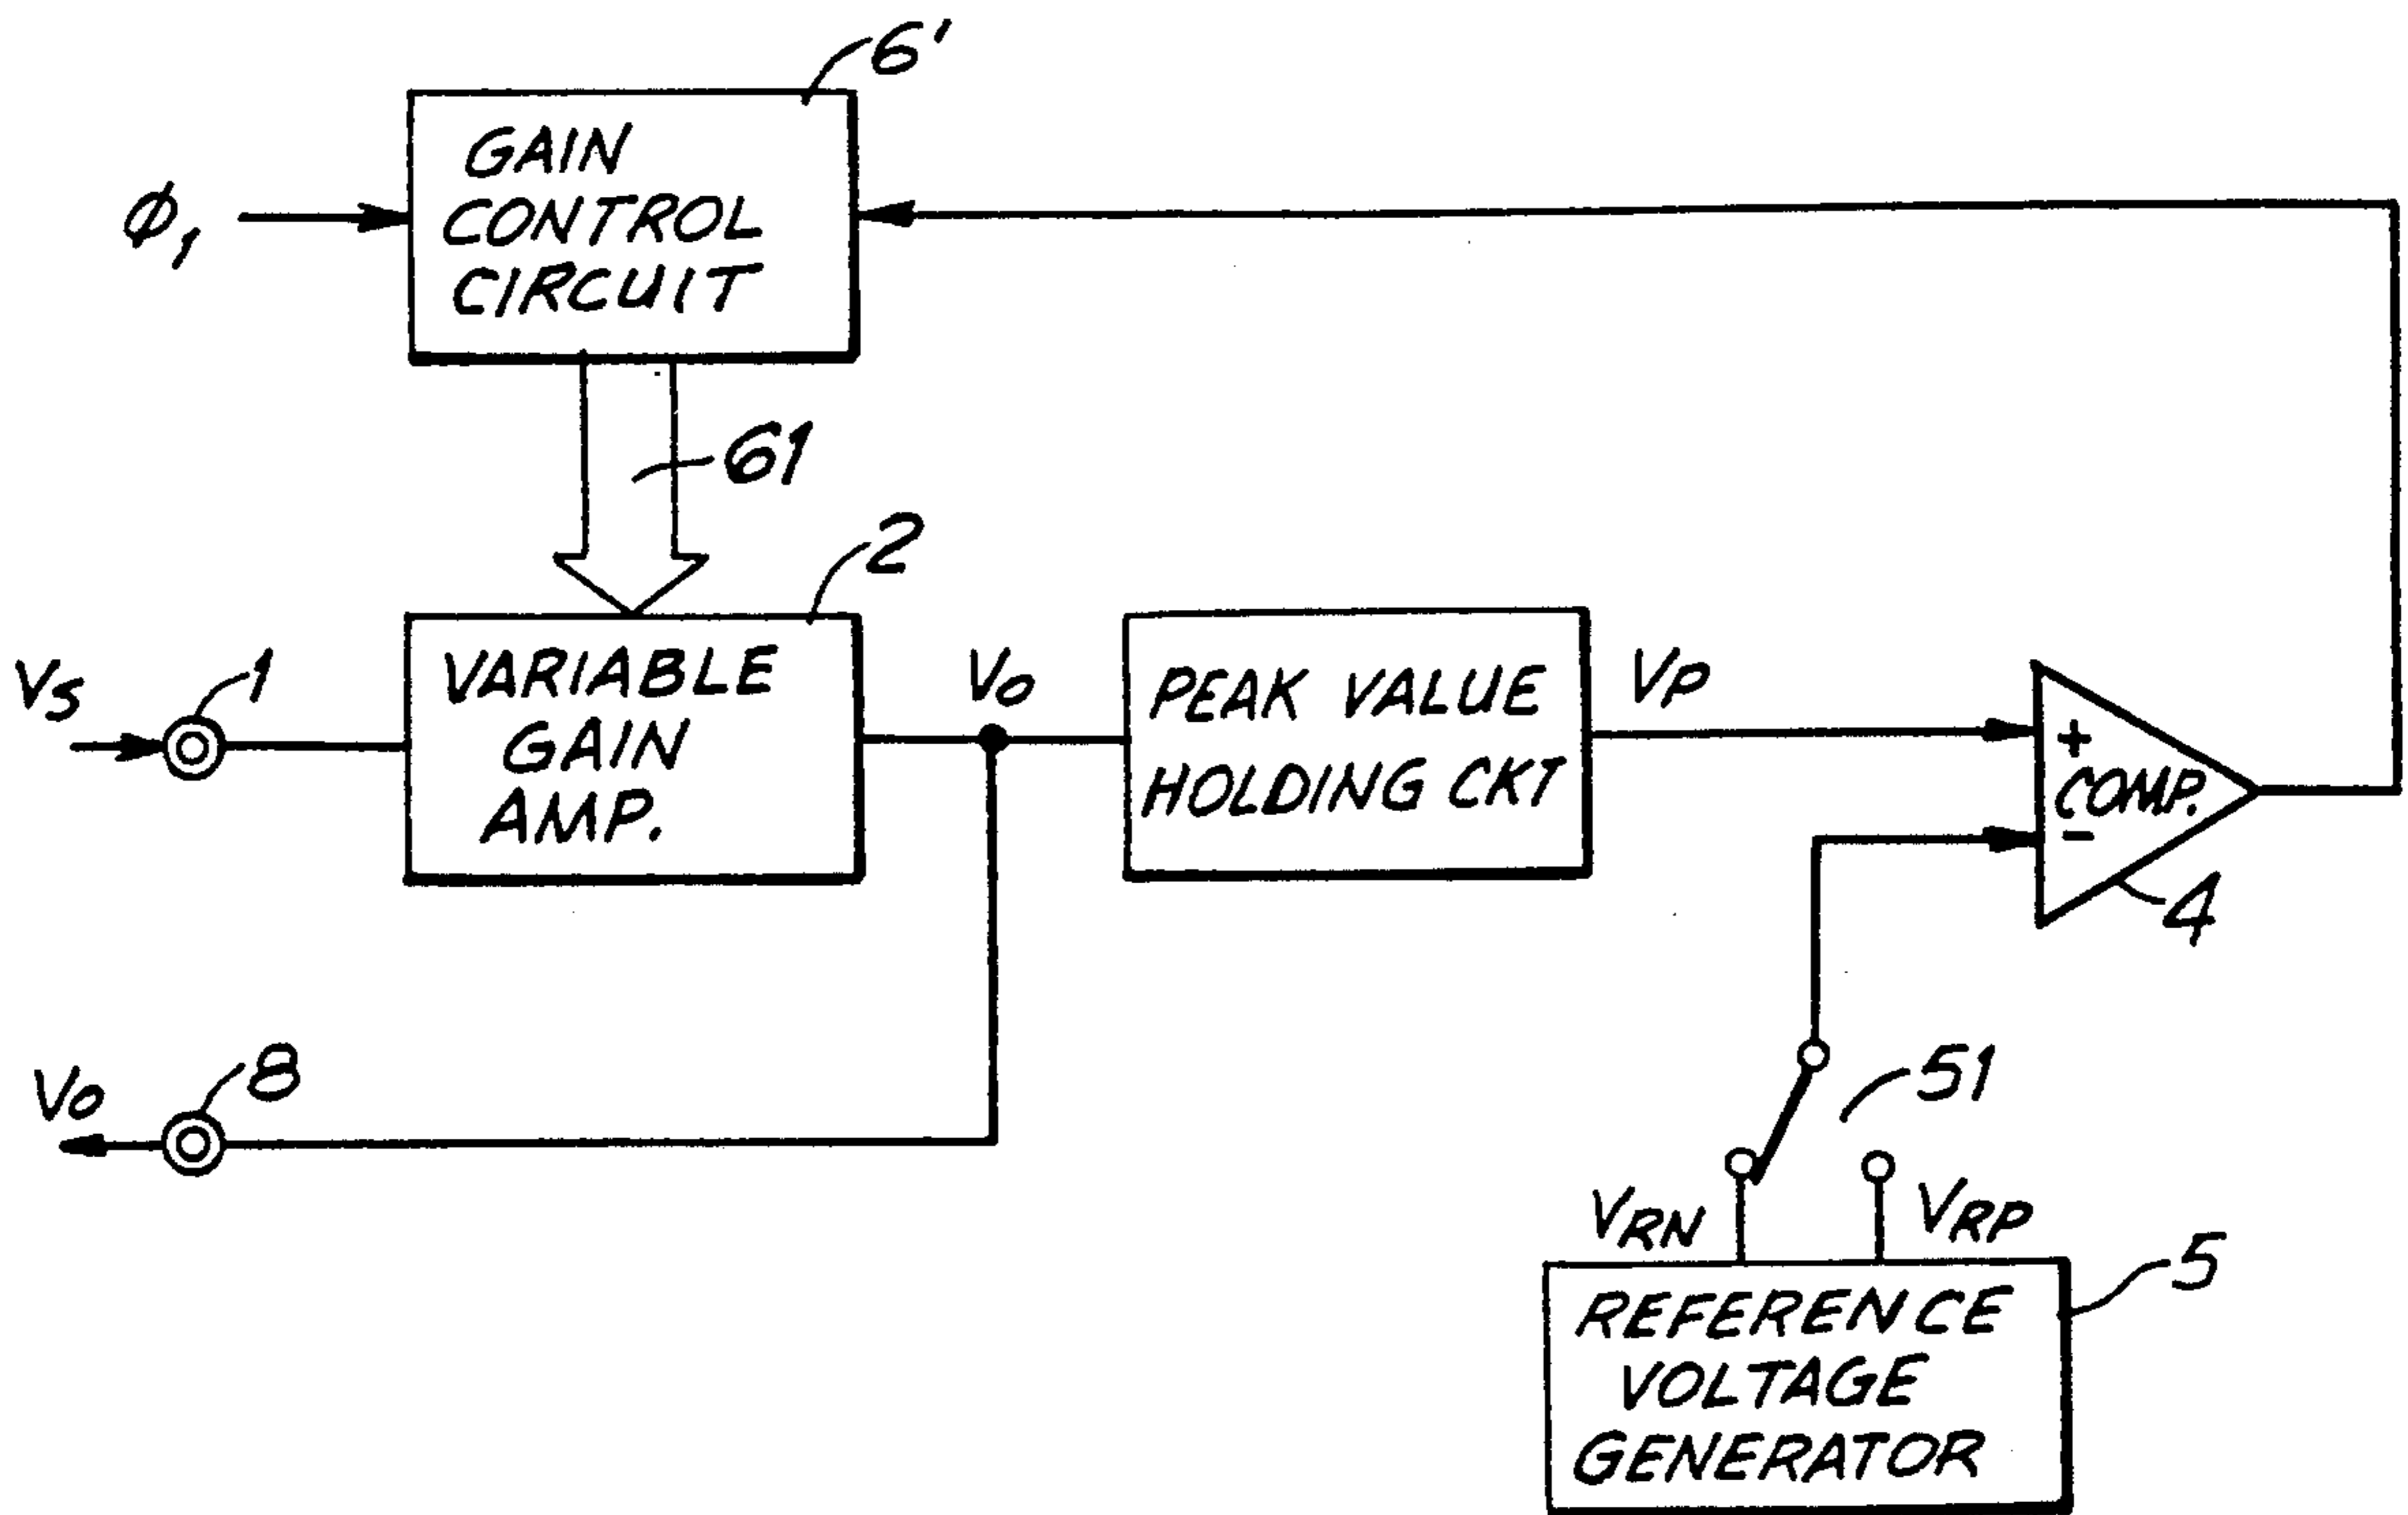 6'
GAIN
CONTROL
CIRCUIT
φ1
61
2
VS
1
VARIABLE
GAIN
AMP.
VO
PEAK VALUE
HOLDING CKT
VP
+
COMP.
-
4
VO
8
51
VRN
VRP
5
REFERENCE
VOLTAGE
GENERATOR